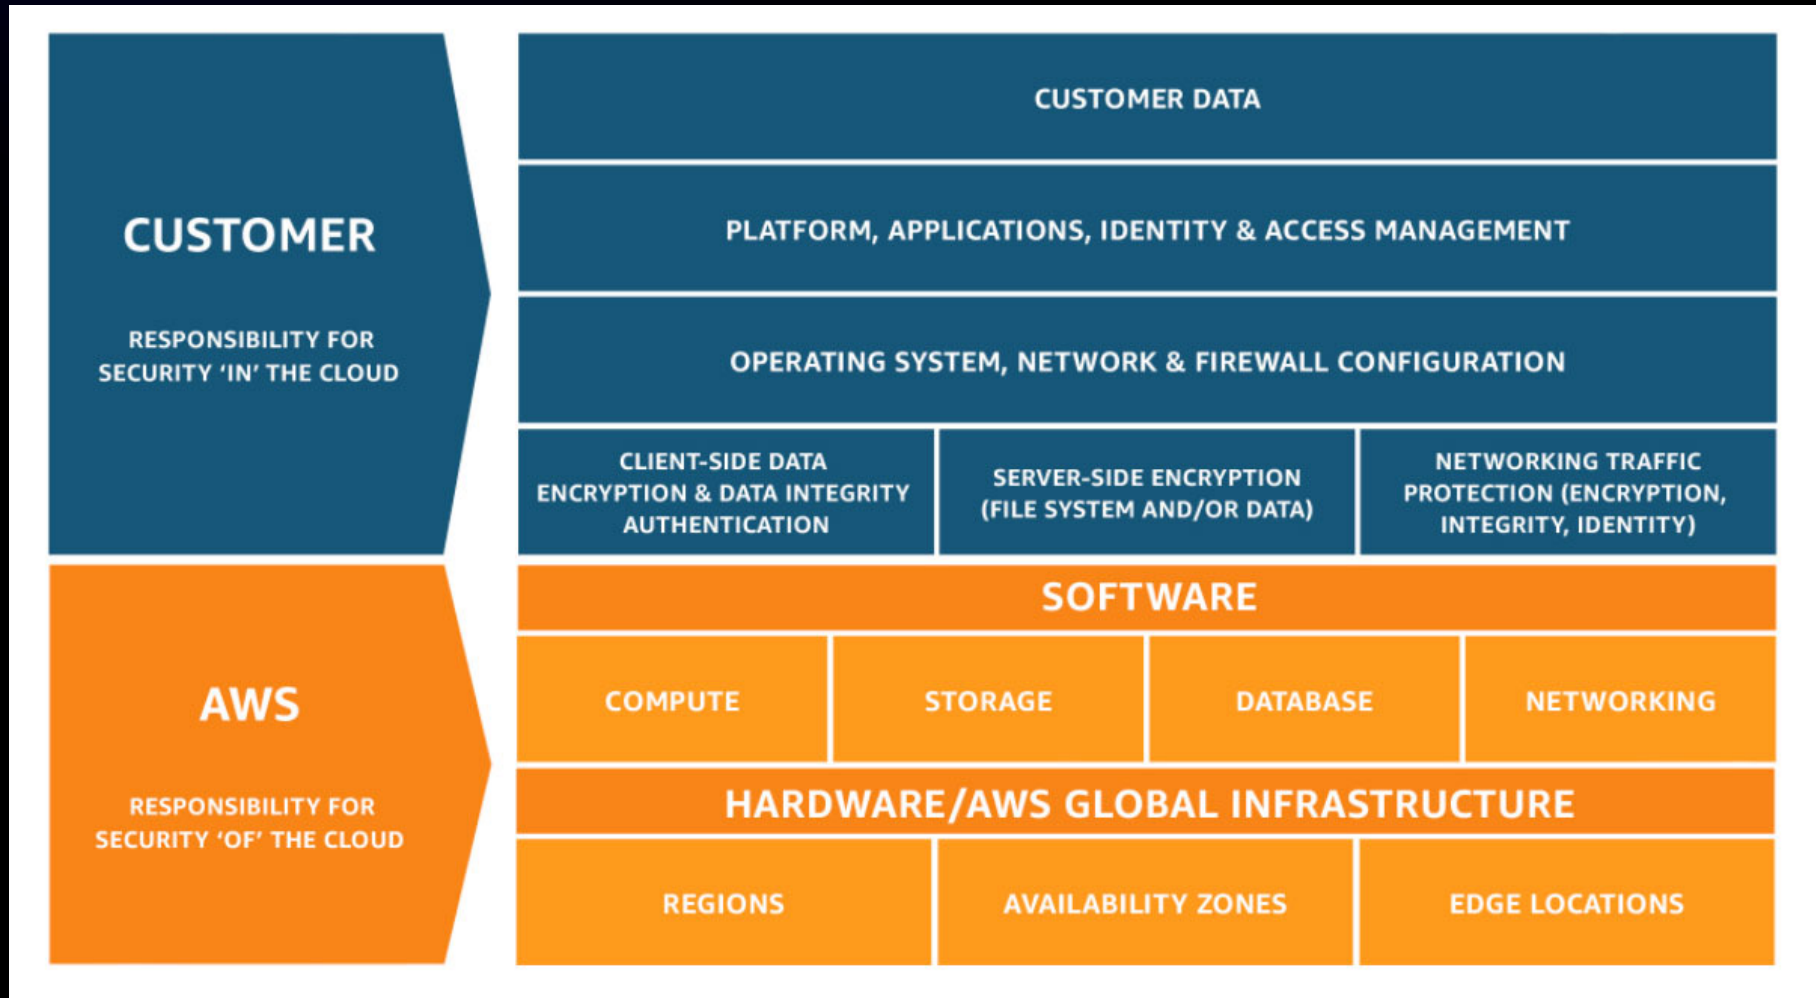 CUSTOMER
RESPONSIBILITY FOR
SECURITY ‘IN’ THE CLOUD
CUSTOMER DATA
PLATFORM, APPLICATIONS, IDENTITY & ACCESS MANAGEMENT
OPERATING SYSTEM, NETWORK & FIREWALL CONFIGURATION
CLIENT-SIDE DATA
ENCRYPTION & DATA INTEGRITY
AUTHENTICATION
SERVER-SIDE ENCRYPTION
(FILE SYSTEM AND/OR DATA)
NETWORKING TRAFFIC
PROTECTION (ENCRYPTION,
INTEGRITY, IDENTITY)
AWS
RESPONSIBILITY FOR
SECURITY ‘OF’ THE CLOUD
SOFTWARE
COMPUTE
STORAGE
DATABASE
NETWORKING
HARDWARE/AWS GLOBAL INFRASTRUCTURE
REGIONS
AVAILABILITY ZONES
EDGE LOCATIONS